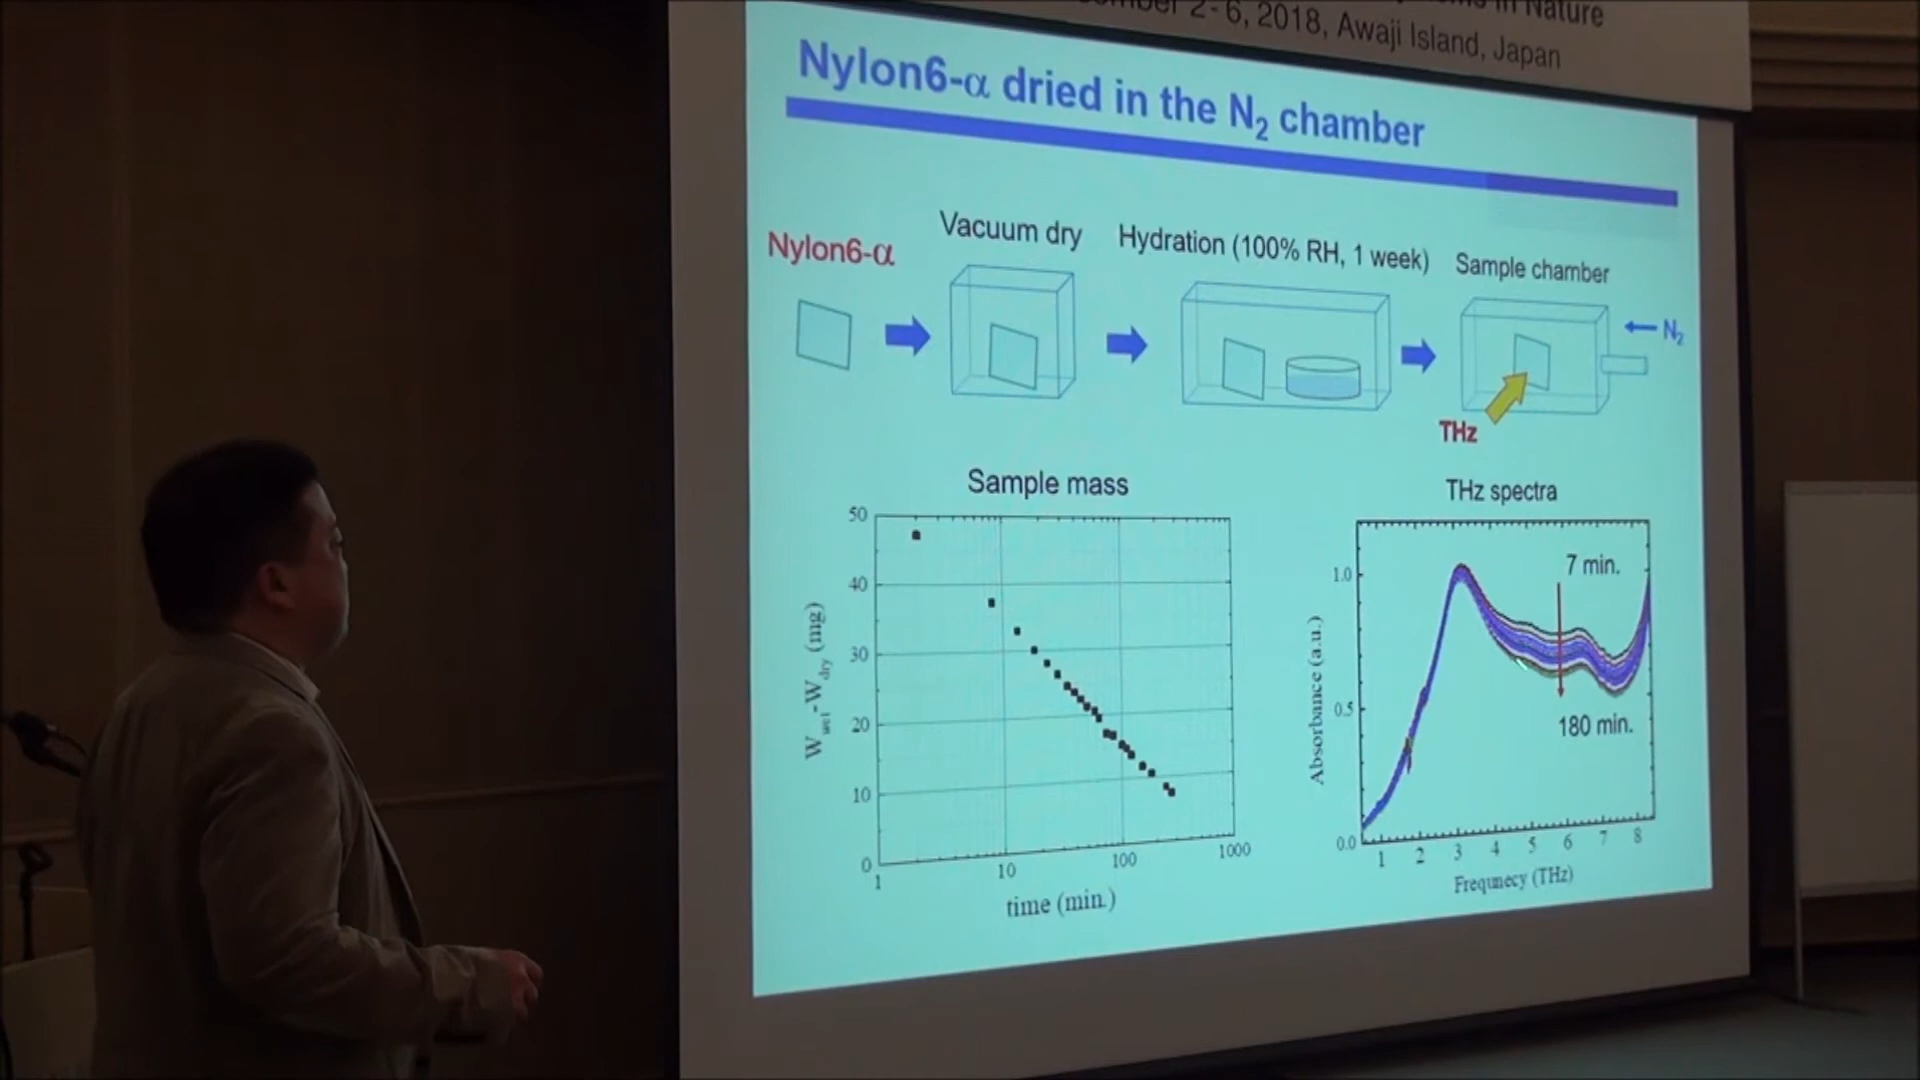 in Nature
2-6, 2018, Awaji Island, Japan
Nylon6-α dried in the N2 chamber
Nylon6-α
Vacuum dry
Hydration (100% RH, 1 week)
Sample chamber
N2
THz
Sample mass
50
40
30
20
10
0
Wwet-Wdry (mg)
1
10
100
1000
time (min.)
THz spectra
7 min.
180 min.
1.0
0.5
0.0
Absorbance (a.u.)
1 2 3 4 5 6 7 8
Frequnecy (THz)